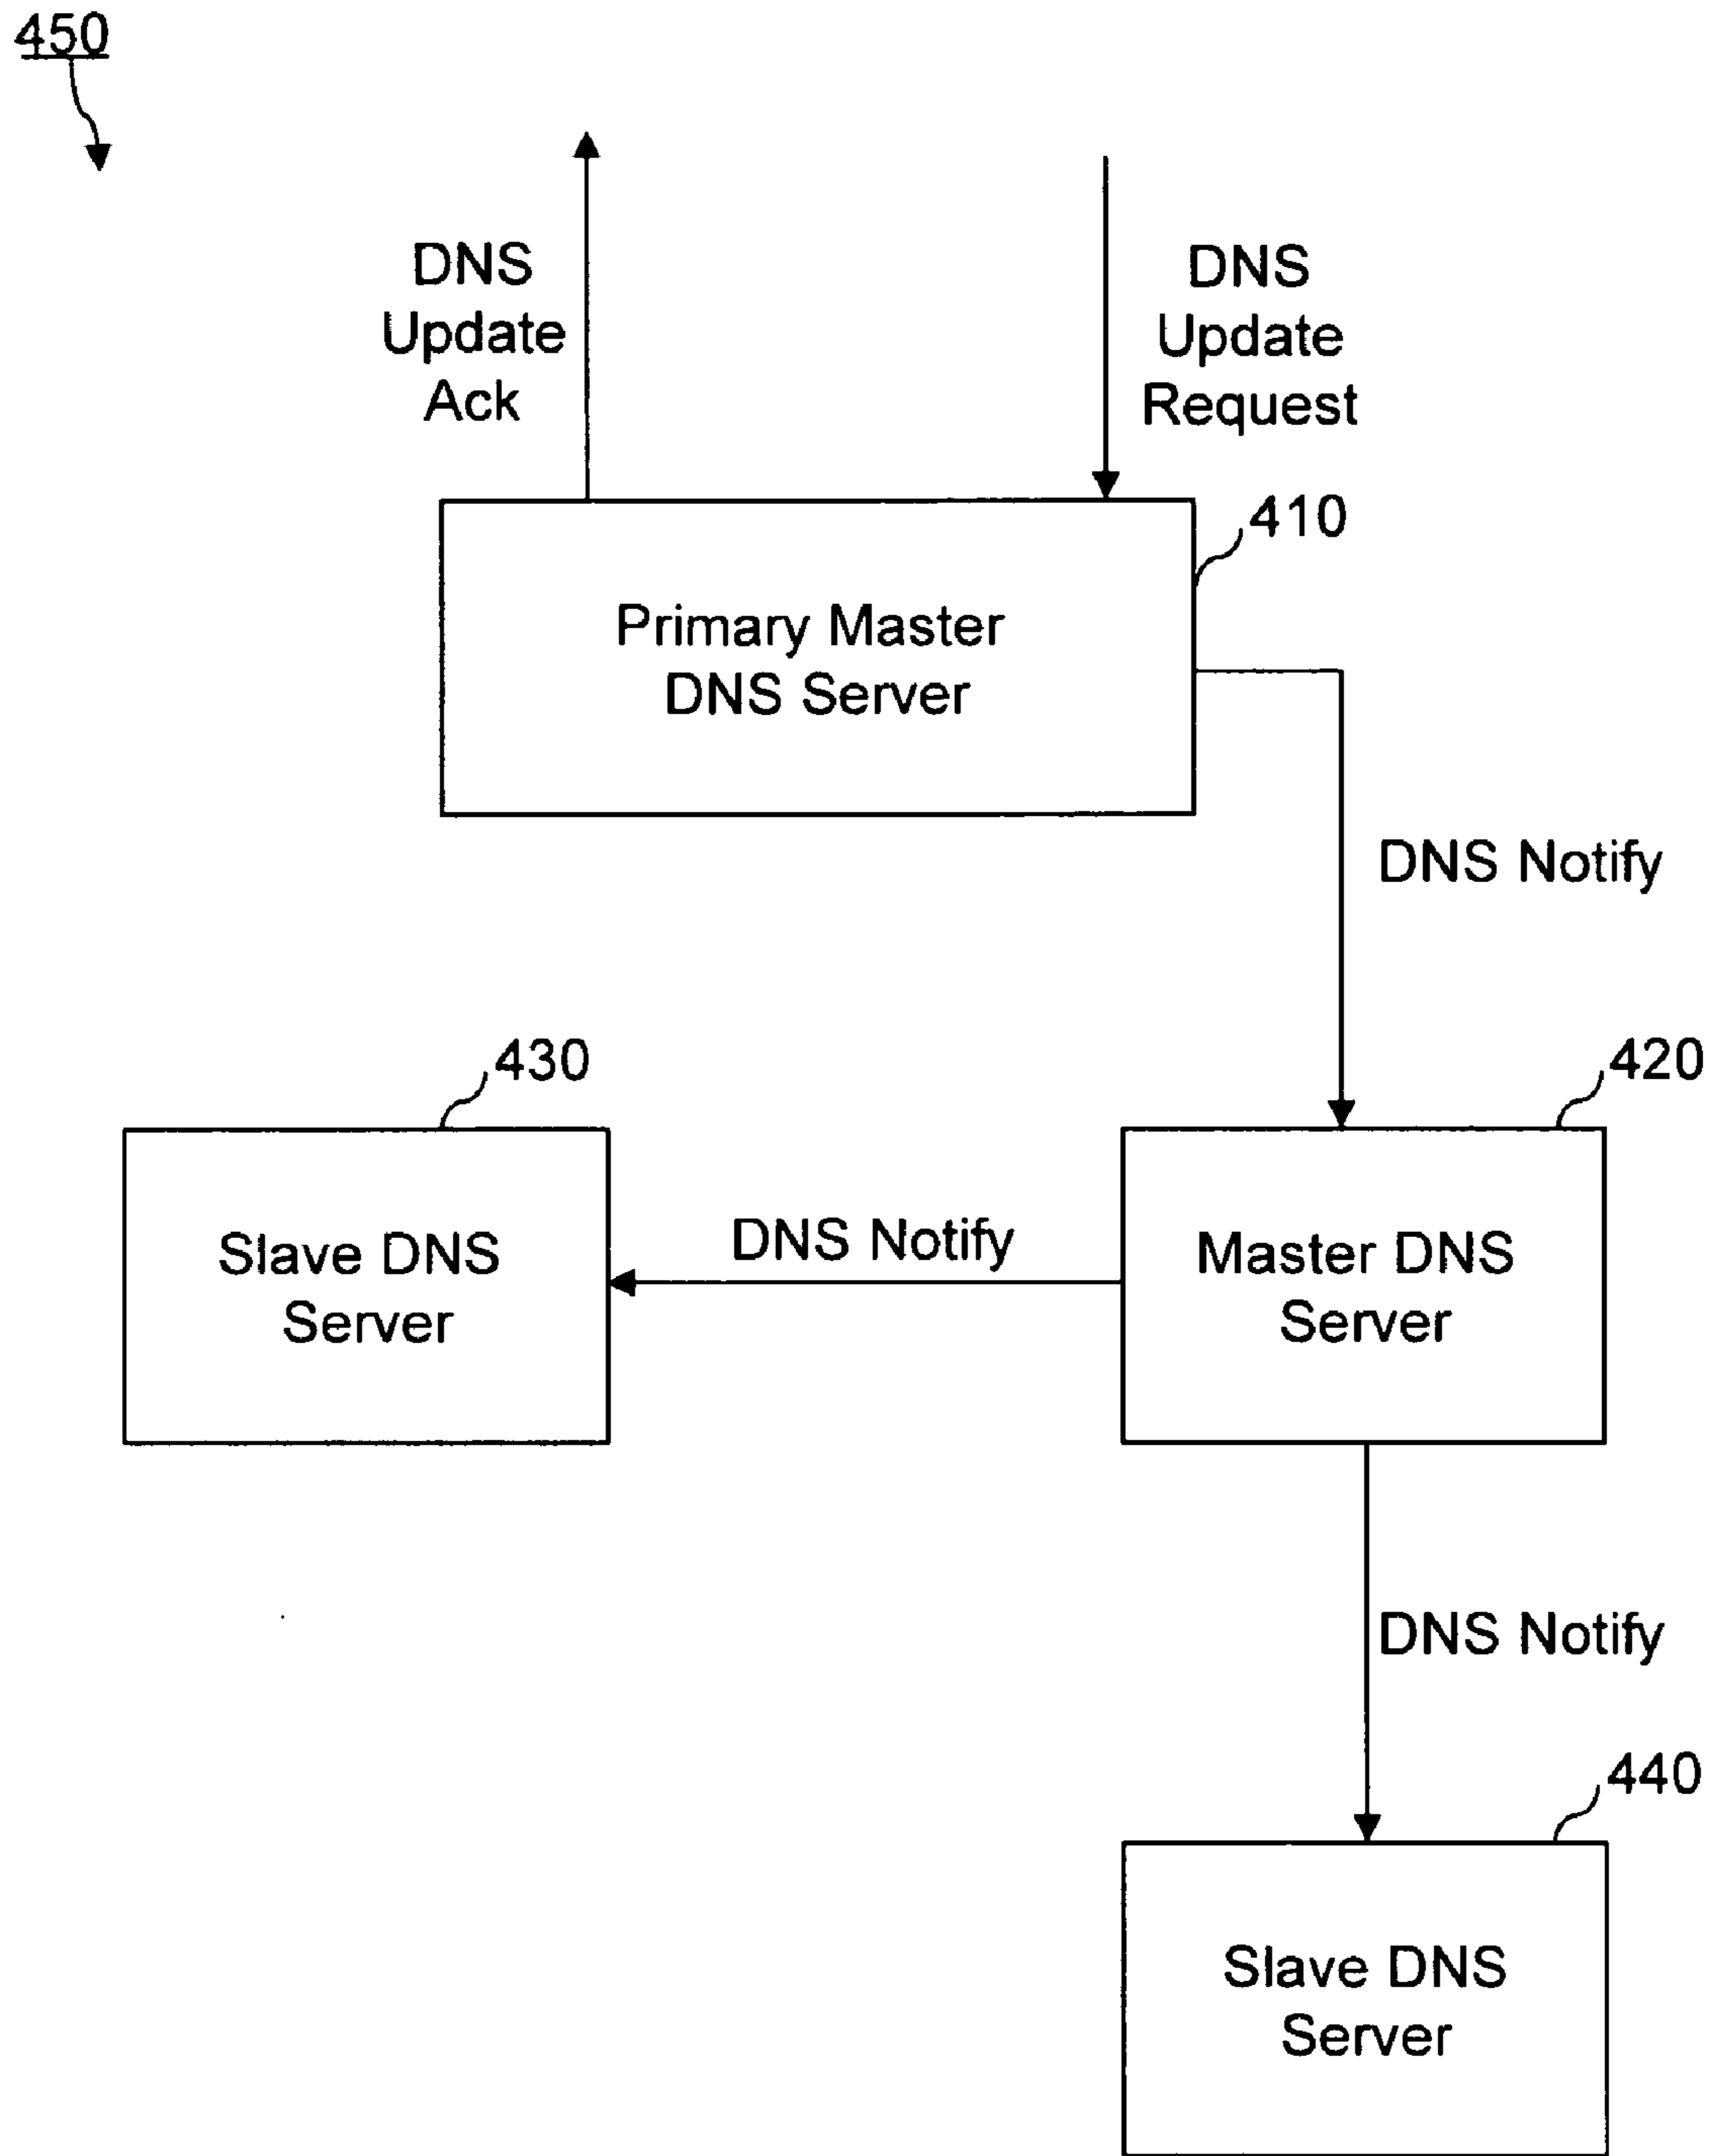 450
DNS
Update
Ack
DNS
Update
Request
410
Primary Master
DNS Server
DNS Notify
430
420
Slave DNS
Server
DNS Notify
Master DNS
Server
DNS Notify
440
Slave DNS
Server